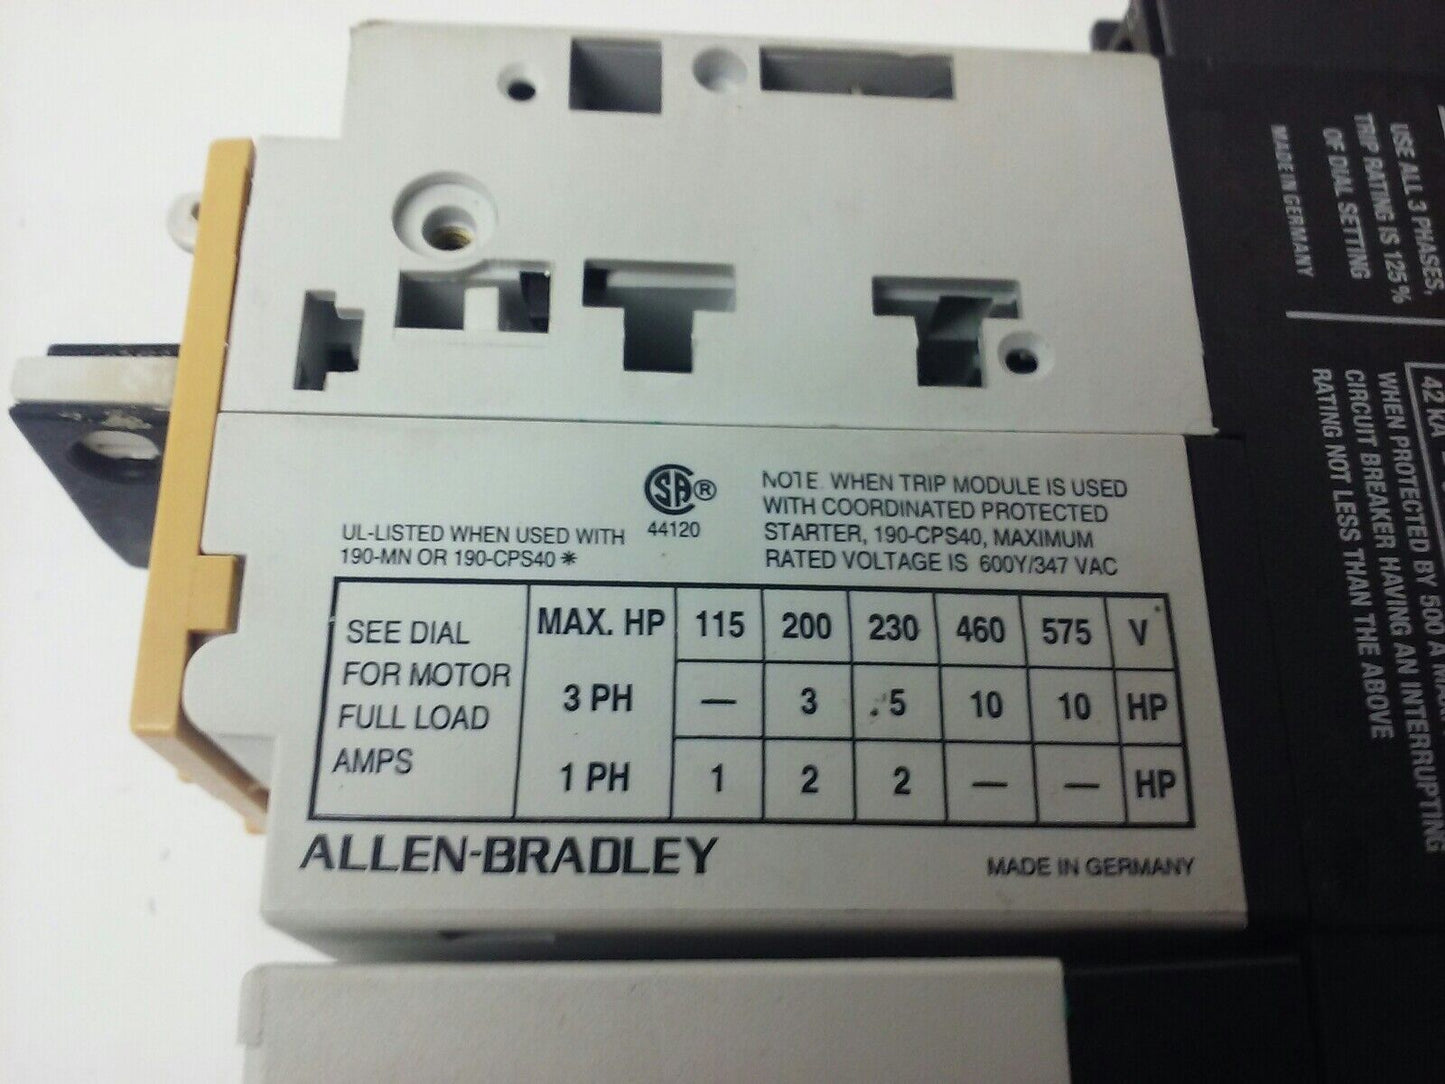 UL-LISTED WHEN USED WITH
190-MN OR 190-CPS40 *
SA ®
44120
NOTE. WHEN TRIP MODULE IS USED
WITH COORDINATED PROTECTED
STARTER, 190-CPS40, MAXIMUM
RATED VOLTAGE IS 600Y/347 VAC
SEE DIAL
FOR MOTOR
FULL LOAD
AMPS
MAX. HP 115 200 230 460 575 V
3 PH — 3 5 10 10 HP
1 PH 1 2 2 — — HP
ALLEN-BRADLEY
MADE IN GERMANY
USE ALL 3 PHASES,
TRIP RATING IS 125 %
OF DIAL SETTING
MADE IN GERMANY
42 KA
WHEN PROTECTED BY 500 A
CIRCUIT BREAKER HAVING AN INTERRUPTING
RATING NOT LESS THAN THE ABOVE